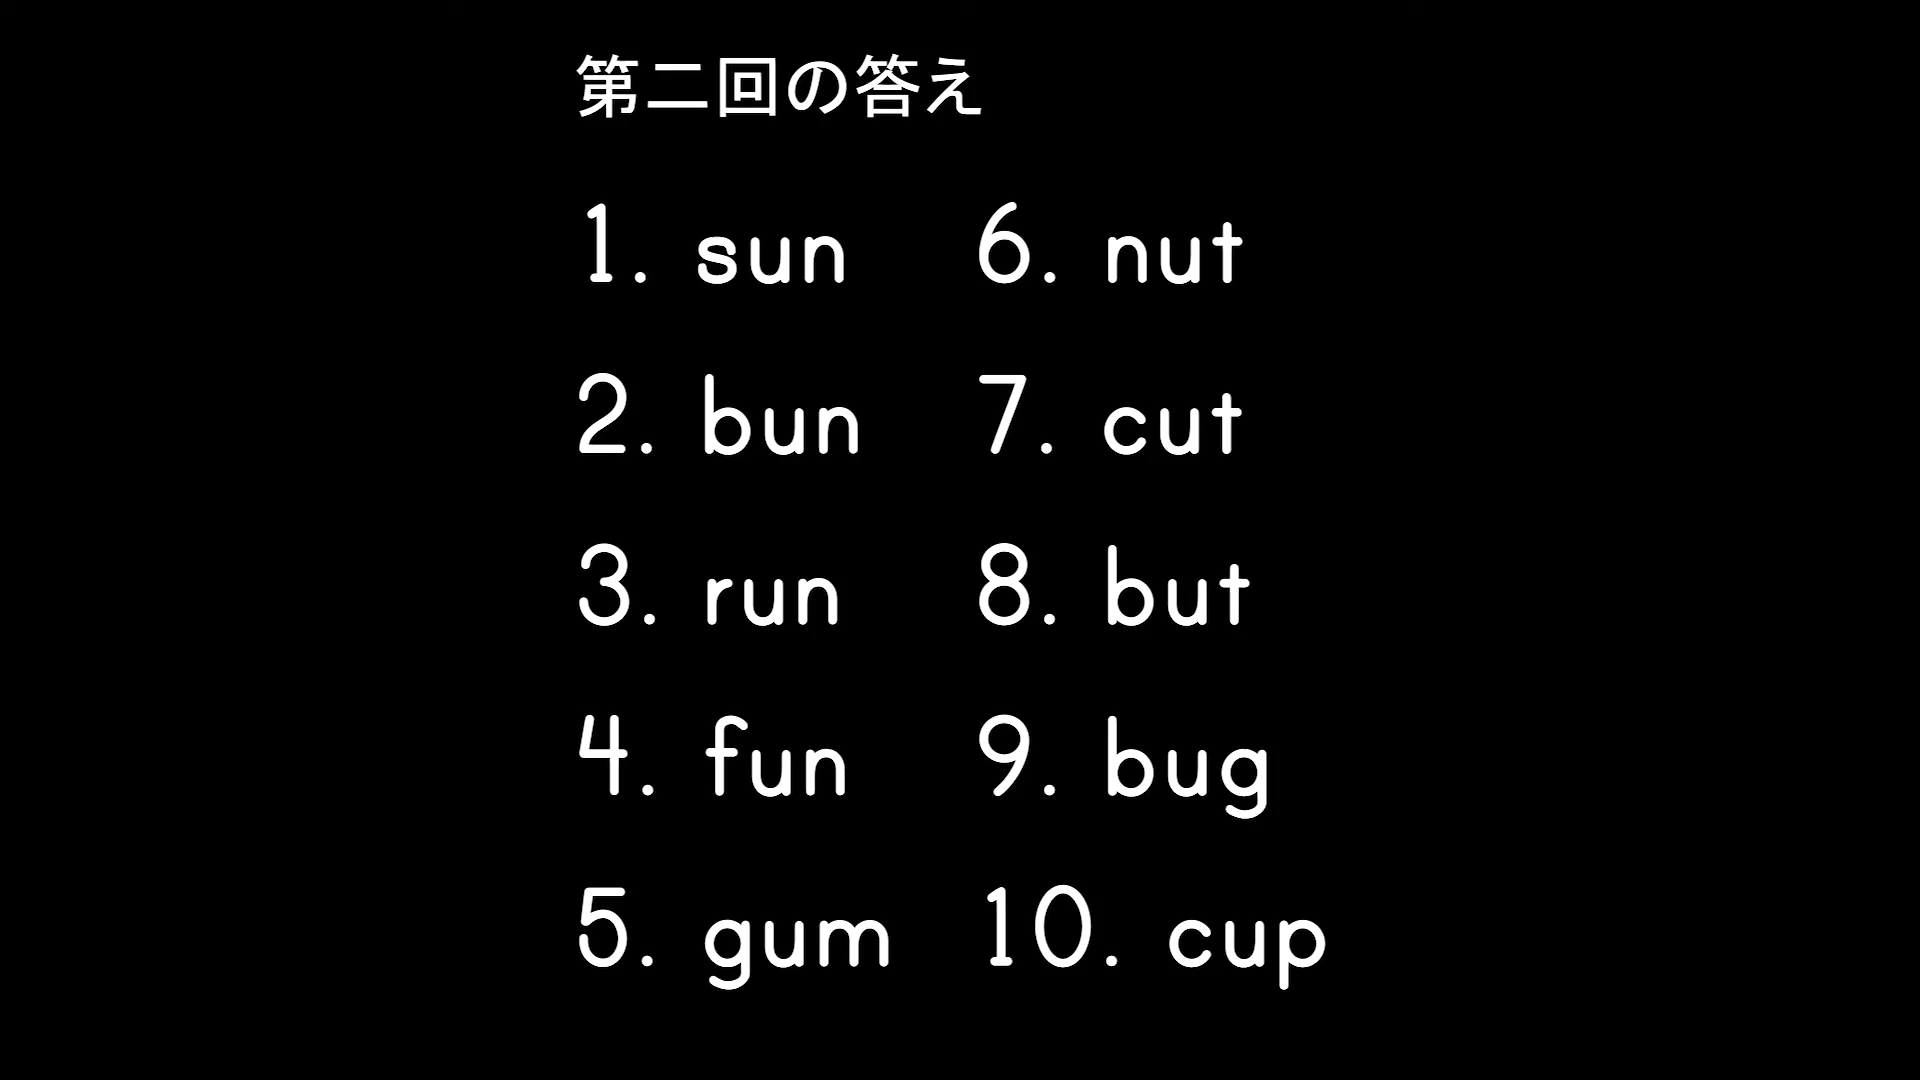 第二回の答え
1. sun
2. bun
3. run
4. fun
5. gum
6. nut
7. cut
8. but
9. bug
10. cup